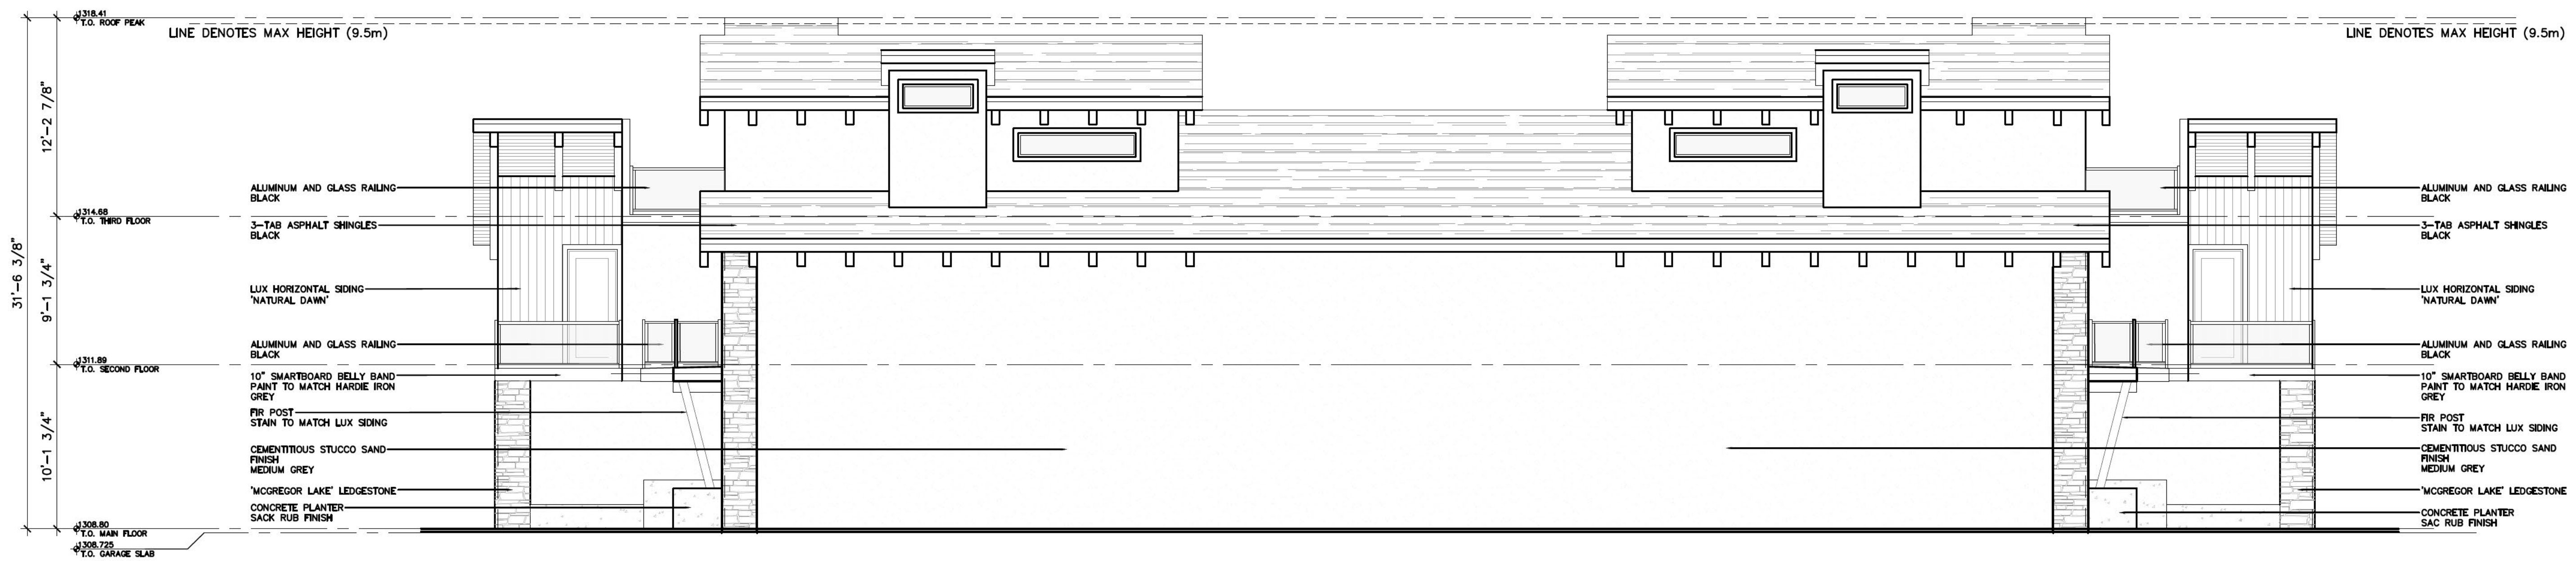 1318.41
T.O. ROOF PEAK
LINE DENOTES MAX HEIGHT (9.5m)
LINE DENOTES MAX HEIGHT (9.5m)
12'-2 7/8"
31'-6 3/8"
9'-1 3/4"
10'-1 3/4"
1314.68
T.O. THIRD FLOOR
1311.89
T.O. SECOND FLOOR
1308.80
T.O. MAIN FLOOR
1308.725
T.O. GARAGE SLAB
ALUMINUM AND GLASS RAILING
BLACK
3-TAB ASPHALT SHINGLES
BLACK
LUX HORIZONTAL SIDING
'NATURAL DAWN'
ALUMINUM AND GLASS RAILING
BLACK
10" SMARTBOARD BELLY BAND
PAINT TO MATCH HARDIE IRON
GREY
FIR POST
STAIN TO MATCH LUX SIDING
CEMENTITIOUS STUCCO SAND
FINISH
MEDIUM GREY
'MCGREGOR LAKE' LEDGESTONE
CONCRETE PLANTER
SACK RUB FINISH
ALUMINUM AND GLASS RAILING
BLACK
3-TAB ASPHALT SHINGLES
BLACK
LUX HORIZONTAL SIDING
'NATURAL DAWN'
ALUMINUM AND GLASS RAILING
BLACK
10" SMARTBOARD BELLY BAND
PAINT TO MATCH HARDIE IRON
GREY
FIR POST
STAIN TO MATCH LUX SIDING
CEMENTITIOUS STUCCO SAND
FINISH
MEDIUM GREY
'MCGREGOR LAKE' LEDGESTONE
CONCRETE PLANTER
SAC RUB FINISH